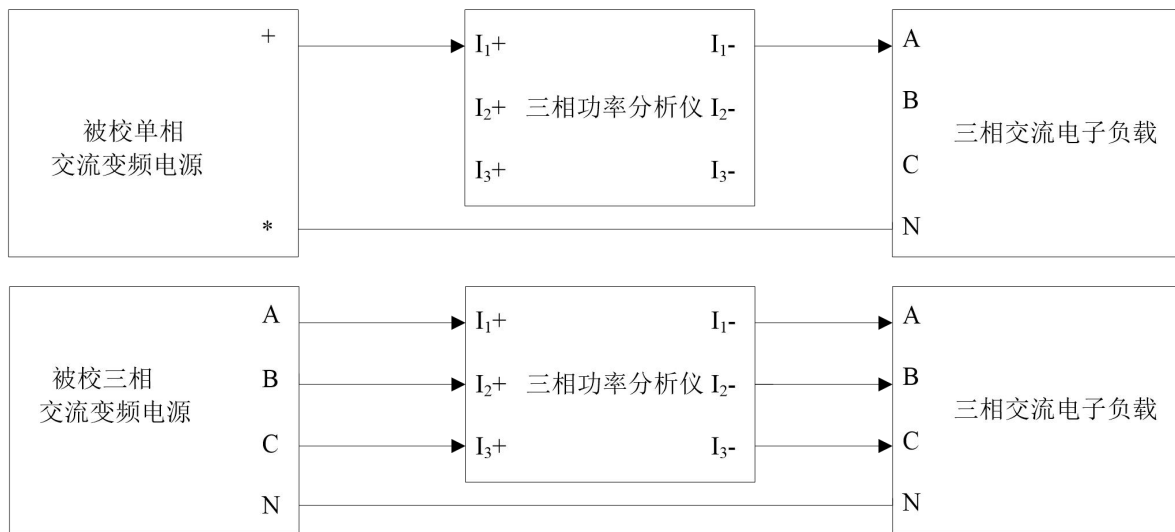 +
I₁+
I₁-
A
I₂+
三相功率分析仪
I₂-
B
被校单相
交流变频电源
三相交流电子负载
I₃+
I₃-
C
*
N
A
I₁+
I₁-
A
被校三相
交流变频电源
B
I₂+
三相功率分析仪
I₂-
B
三相交流电子负载
C
I₃+
I₃-
C
N
N